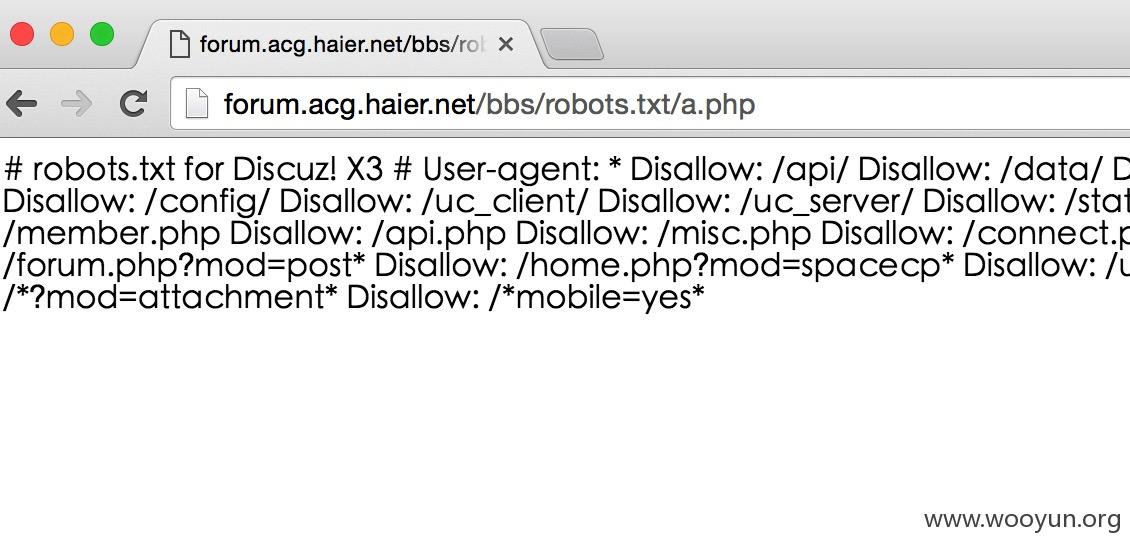 forum.acg.haier.net/bbs/rob
forum.acg.haier.net/bbs/robots.txt/a.php
# robots.txt for Discuz! X3 # User-agent: * Disallow: /api/ Disallow: /data/ D
Disallow: /config/ Disallow: /uc_client/ Disallow: /uc_server/ Disallow: /stat
/member.php Disallow: /api.php Disallow: /misc.php Disallow: /connect.p
/forum.php?mod=post* Disallow: /home.php?mod=spacecp* Disallow: /u
/*?mod=attachment* Disallow: /*mobile=yes*
www.wooyun.org